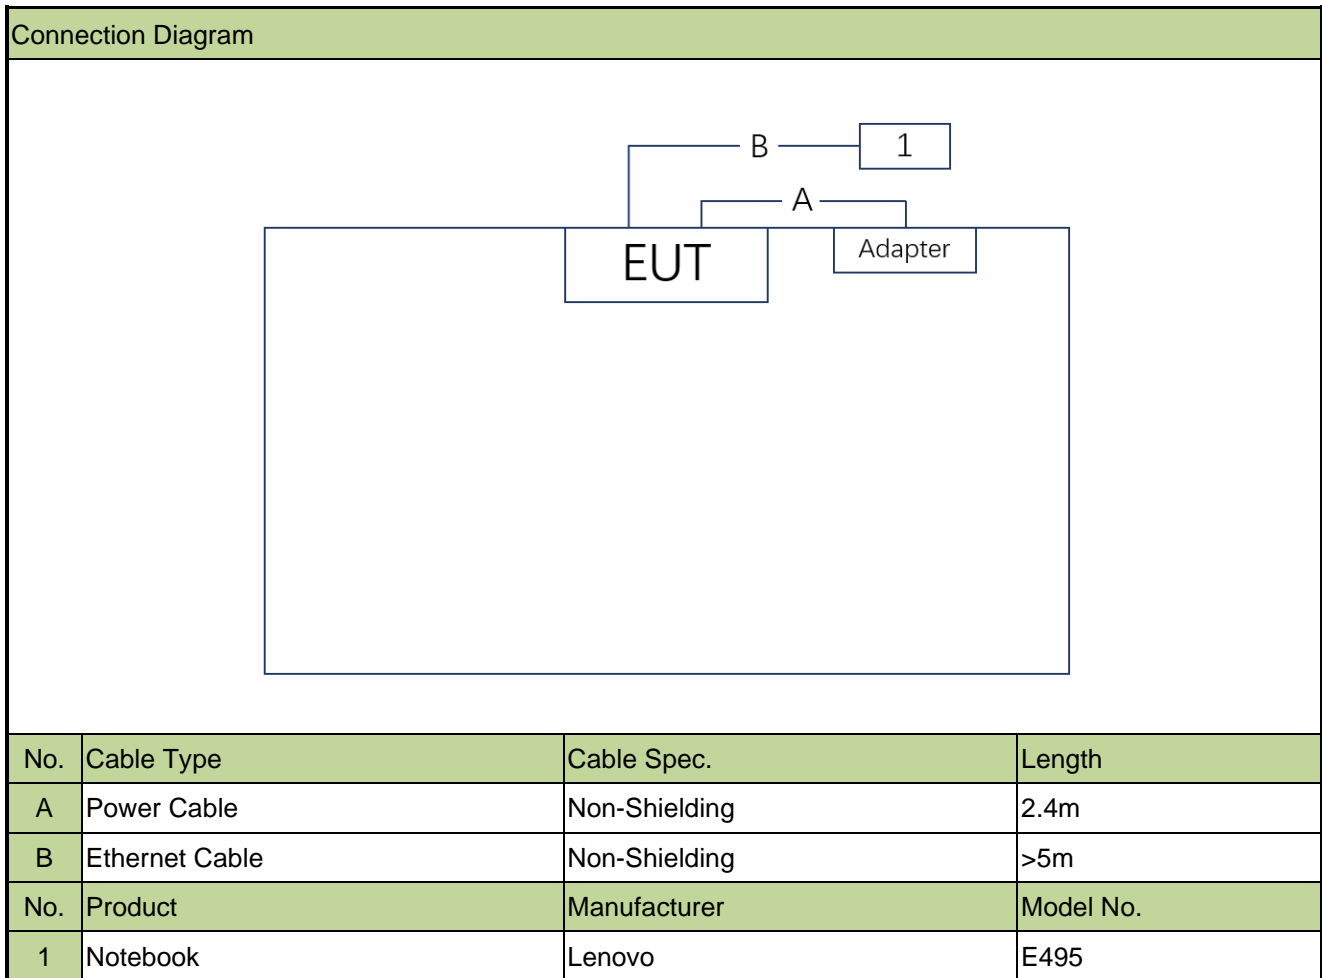 Connection Diagram
B
1
A
EUT
Adapter
No. Cable Type Cable Spec. Length
A Power Cable Non-Shielding 2.4m
B Ethernet Cable Non-Shielding >5m
No. Product Manufacturer Model No.
1 Notebook Lenovo E495